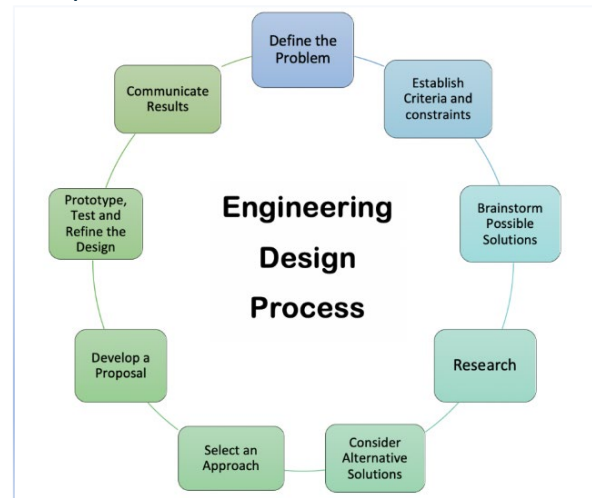 Define the
Problem
Establish
Criteria and
constraints
Brainstorm
Possible
Solutions
Research
Consider
Alternative
Solutions
Select an
Approach
Develop a
Proposal
Prototype,
Test and
Refine the
Design
Communicate
Results
Engineering
Design
Process